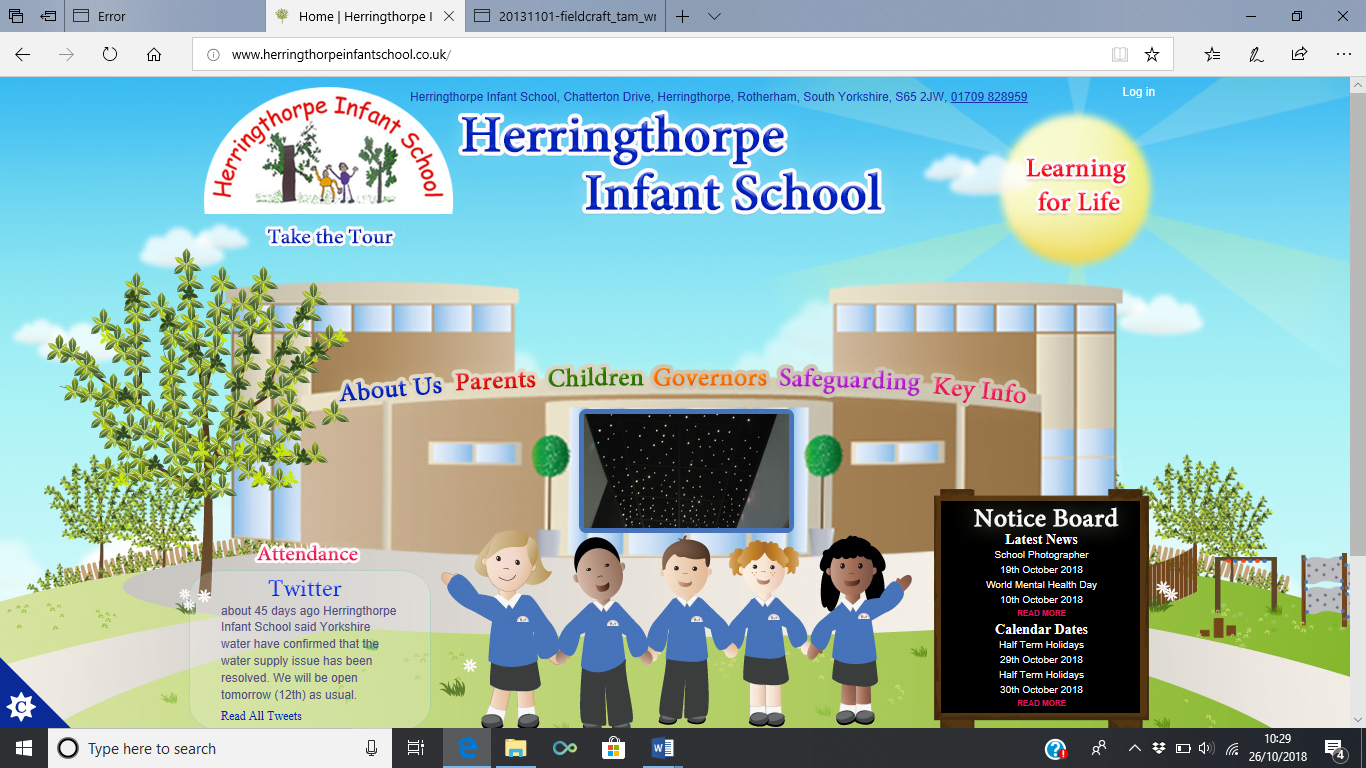 Error
Home | Herringthorpe I
20131101-fieldcraft_tam_wr
www.herringthorpeinfantschool.co.uk/
Herringthorpe Infant School, Chatterton Drive, Herringthorpe, Rotherham, South Yorkshire, S65 2JW, 01709 828959
Log in
Herringthorpe Infant School
Herringthorpe
Infant School
Learning
for Life
Take the Tour
About Us Parents Children Governors Safeguarding Key Info
Attendance
Twitter
about 45 days ago Herringthorpe
Infant School said Yorkshire
water have confirmed that the
water supply issue has been
resolved. We will be open
tomorrow (12th) as usual.
Read All Tweets
Notice Board
Latest News
School Photographer
19th October 2018
World Mental Health Day
10th October 2018
READ MORE
Calendar Dates
Half Term Holidays
29th October 2018
Half Term Holidays
30th October 2018
READ MORE
C
Type here to search
10:29
26/10/2018
4